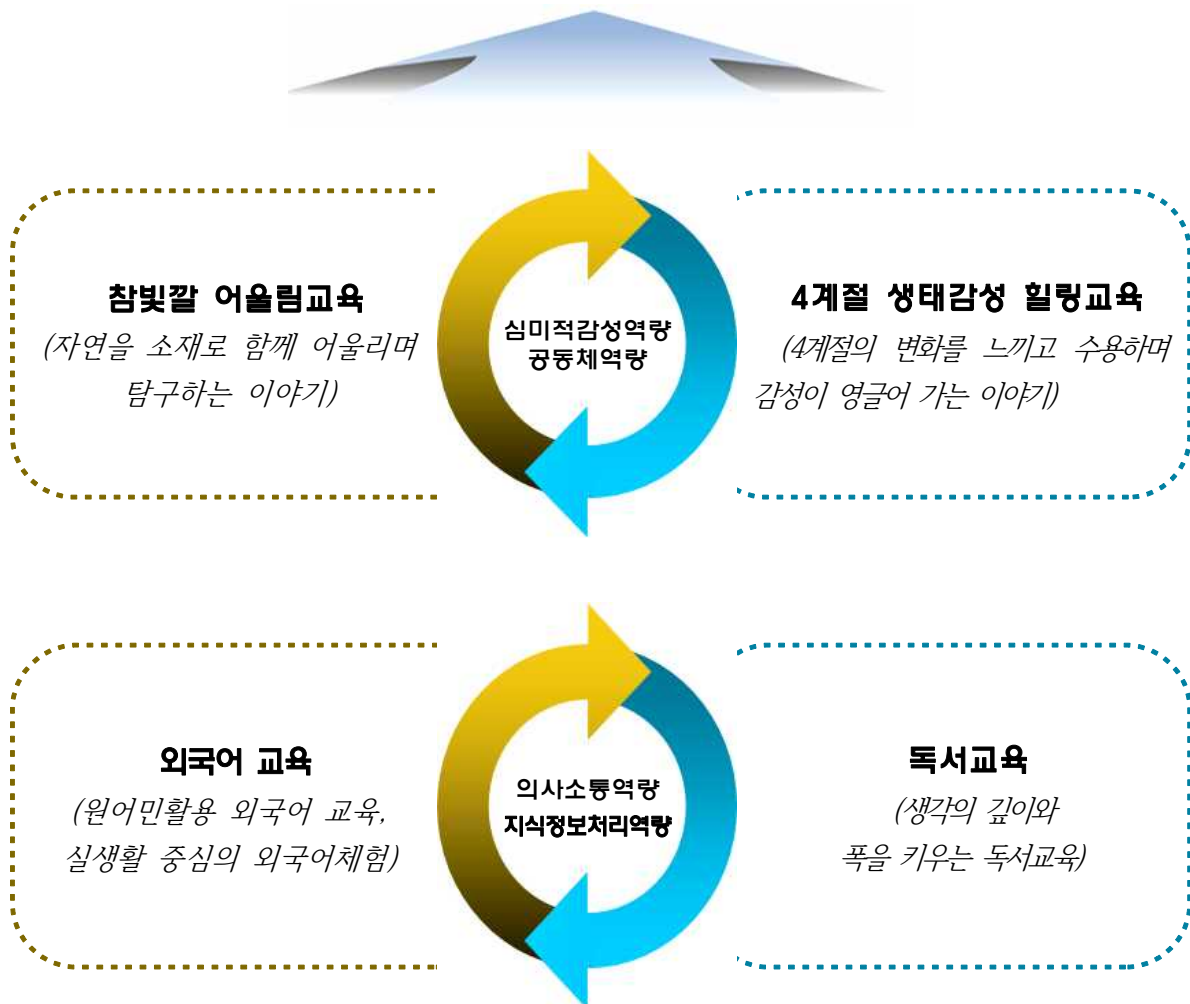 참빛깔 어울림교육
(자연을 소재로 함께 어울리며
탐구하는 이야기)
심미적감성역량
공동체역량
4계절 생태감성 힐링교육
(4계절의 변화를 느끼고 수용하며
감성이 영글어 가는 이야기)
외국어 교육
(원어민활용 외국어 교육,
실생활 중심의 외국어체험)
의사소통역량
지식정보처리역량
독서교육
(생각의 깊이와
폭을 키우는 독서교육)